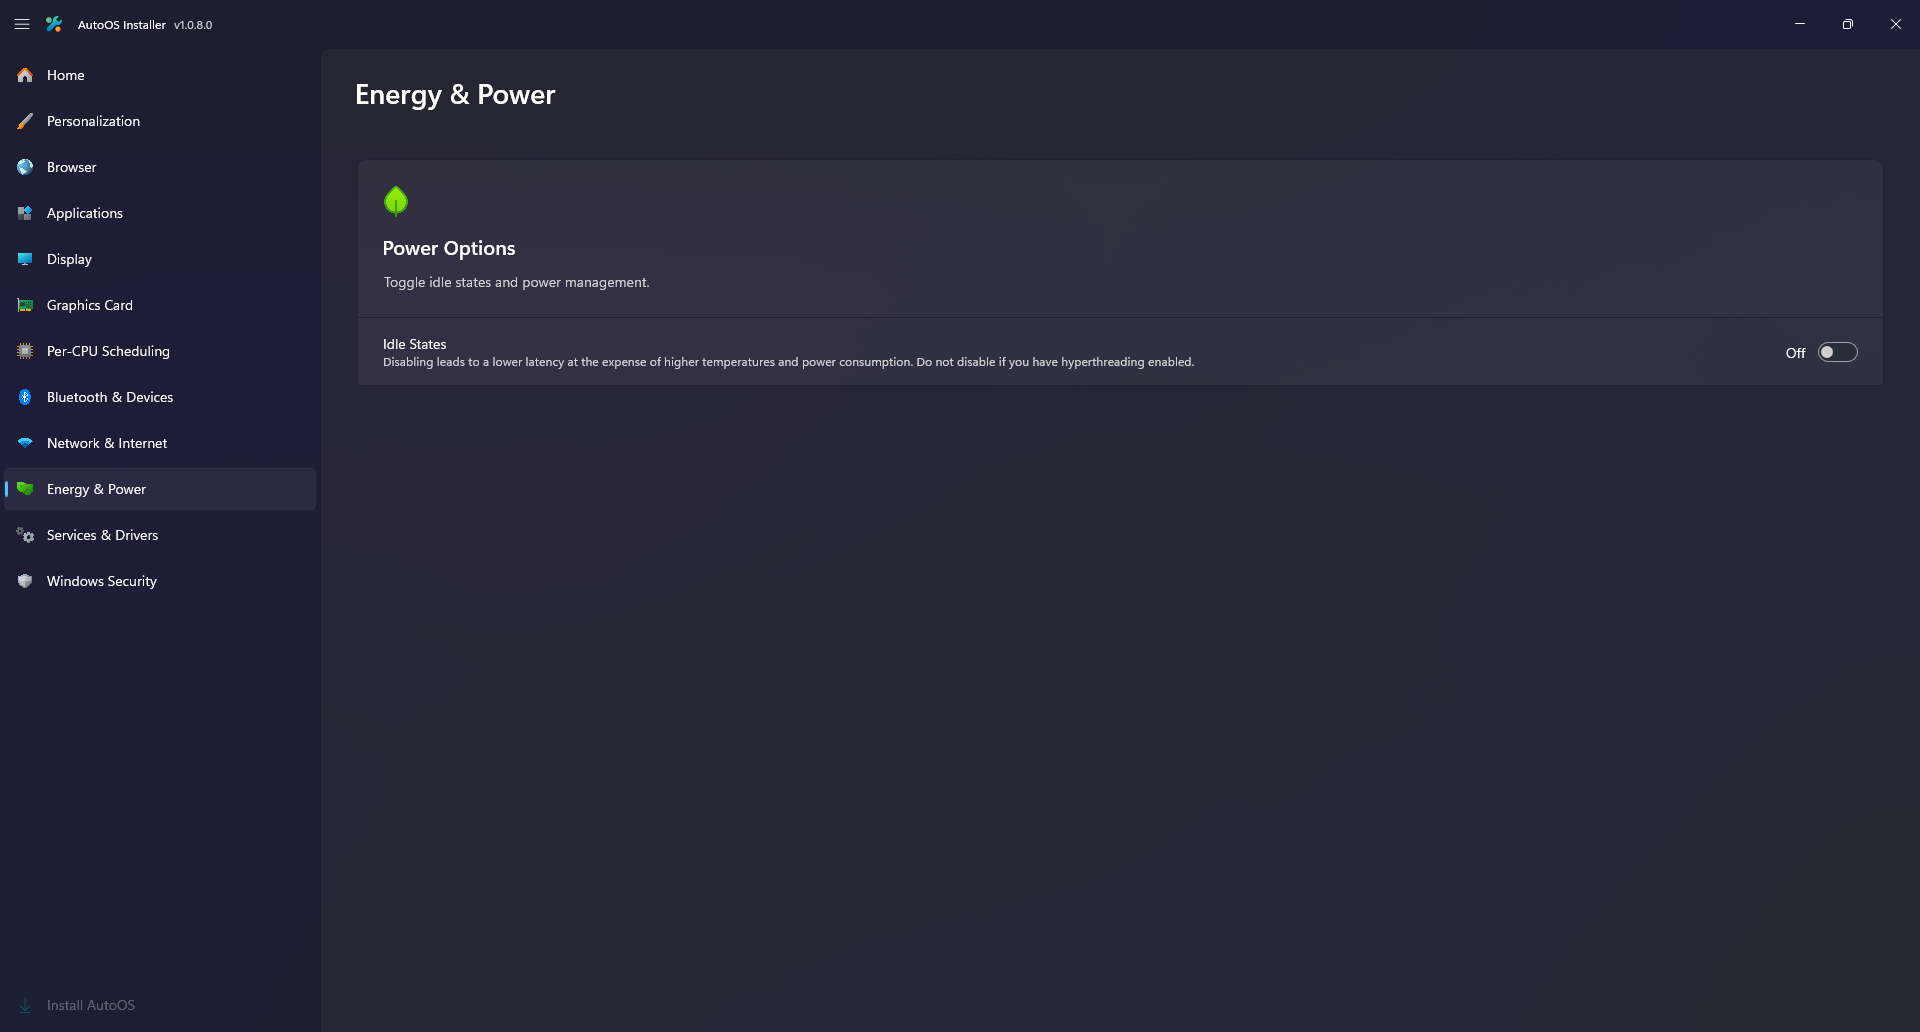 AutoOS Installer v1.0.8.0
Home
Personalization
Browser
Applications
Display
Graphics Card
Per-CPU Scheduling
Bluetooth & Devices
Network & Internet
Energy & Power
Services & Drivers
Windows Security
Install AutoOS
Energy & Power
Power Options
Toggle idle states and power management.
Idle States
Disabling leads to a lower latency at the expense of higher temperatures and power consumption. Do not disable if you have hyperthreading enabled.
Off